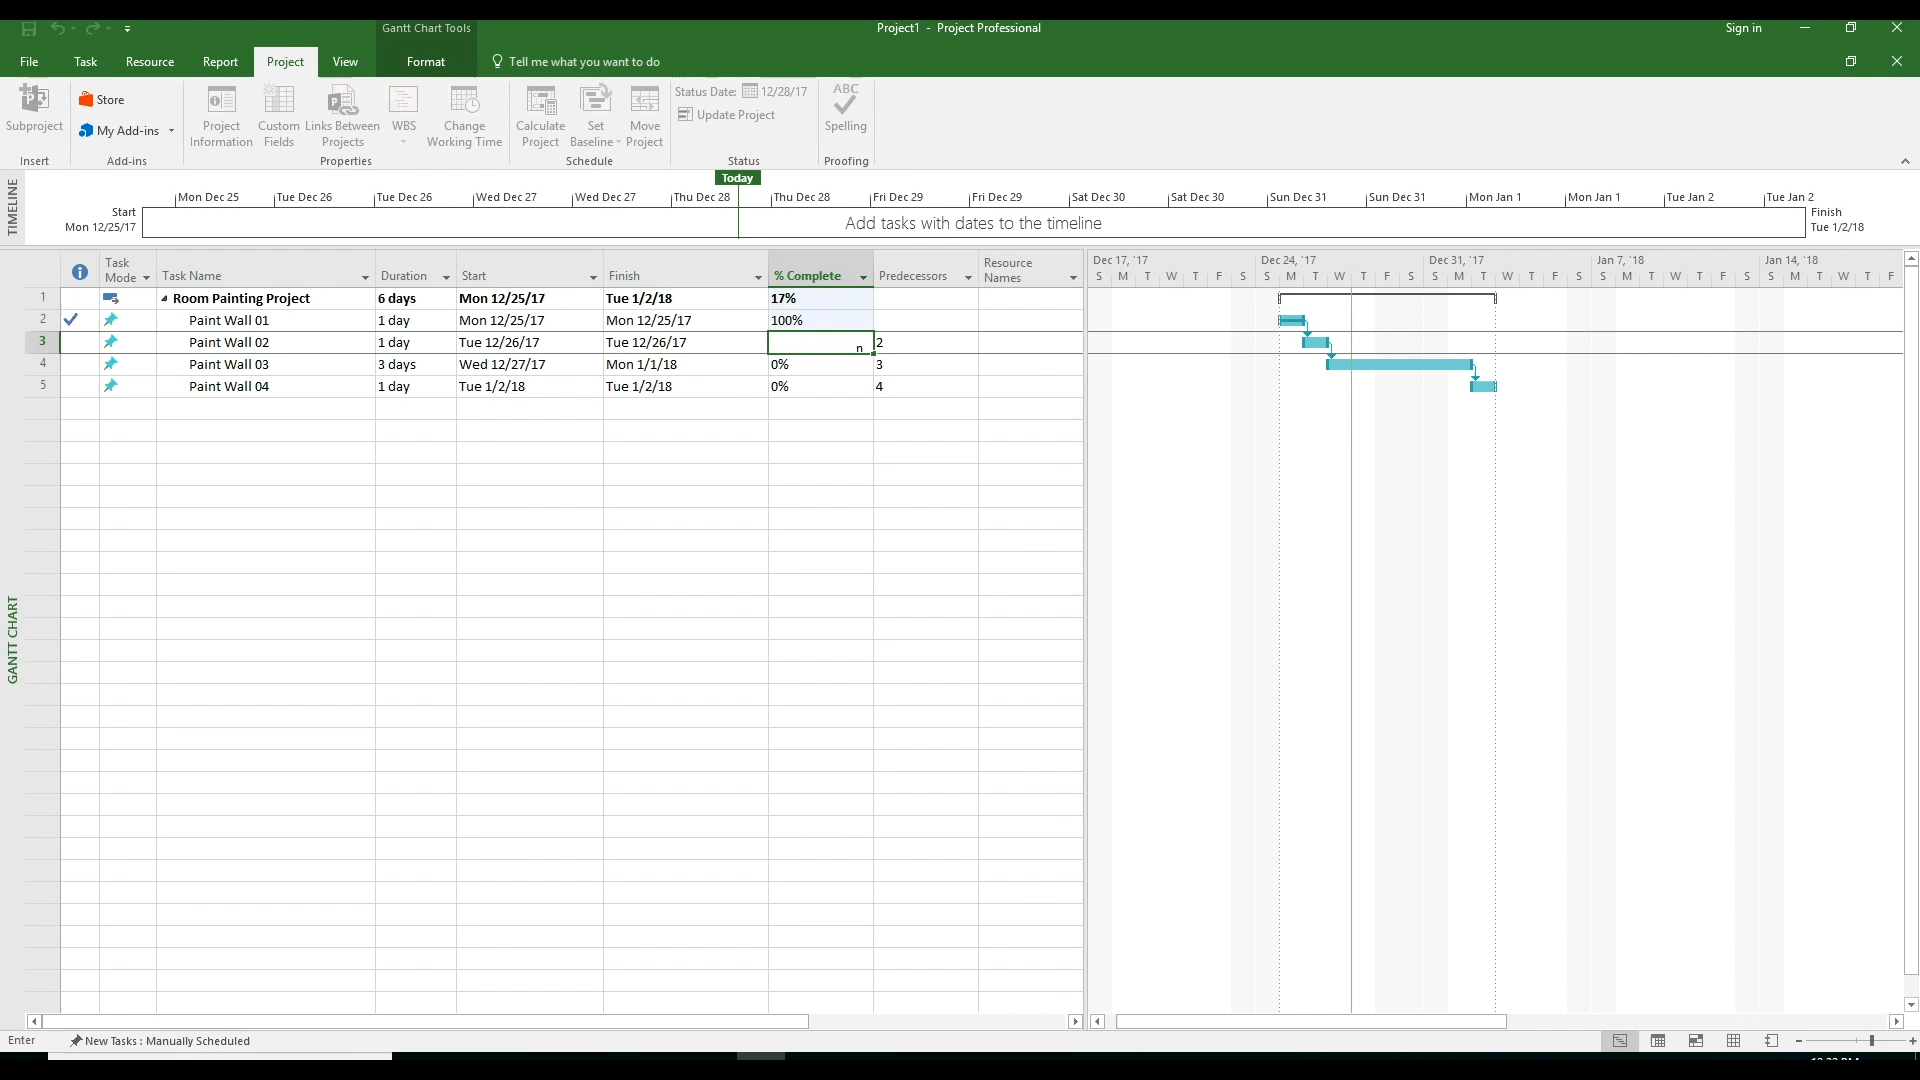 Gantt Chart Tools
Project1 - Project Professional
Sign in
File Task Resource Report Project View Format Tell me what you want to do
Subproject
Store
My Add-ins
Project Information
Custom Fields
Links Between Projects
WBS
Change Working Time
Calculate Project
Set Baseline
Move Project
Status Date: 12/28/17
Update Project
ABC
Spelling
Insert Add-ins Properties Schedule Status Proofing
TIMELINE
Today
Mon Dec 25 Tue Dec 26 Tue Dec 26 Wed Dec 27 Wed Dec 27 Thu Dec 28 Thu Dec 28 Fri Dec 29 Fri Dec 29 Sat Dec 30 Sat Dec 30 Sun Dec 31 Sun Dec 31 Mon Jan 1 Mon Jan 1 Tue Jan 2 Tue Jan 2
Start
Mon 12/25/17
Add tasks with dates to the timeline
Finish
Tue 1/2/18
Task Mode Task Name Duration Start Finish % Complete Predecessors Resource Names
Dec 17, '17 Dec 24, '17 Dec 31, '17 Jan 7, '18 Jan 14, '18
S M T W T F S S M T W T F S S M T W T F S S M T W T F S S M T W T F
1 Room Painting Project 6 days Mon 12/25/17 Tue 1/2/18 17%
2 Paint Wall 01 1 day Mon 12/25/17 Mon 12/25/17 100%
3 Paint Wall 02 1 day Tue 12/26/17 Tue 12/26/17 n 2
4 Paint Wall 03 3 days Wed 12/27/17 Mon 1/1/18 0% 3
5 Paint Wall 04 1 day Tue 1/2/18 Tue 1/2/18 0% 4
GANTT CHART
Enter
New Tasks : Manually Scheduled